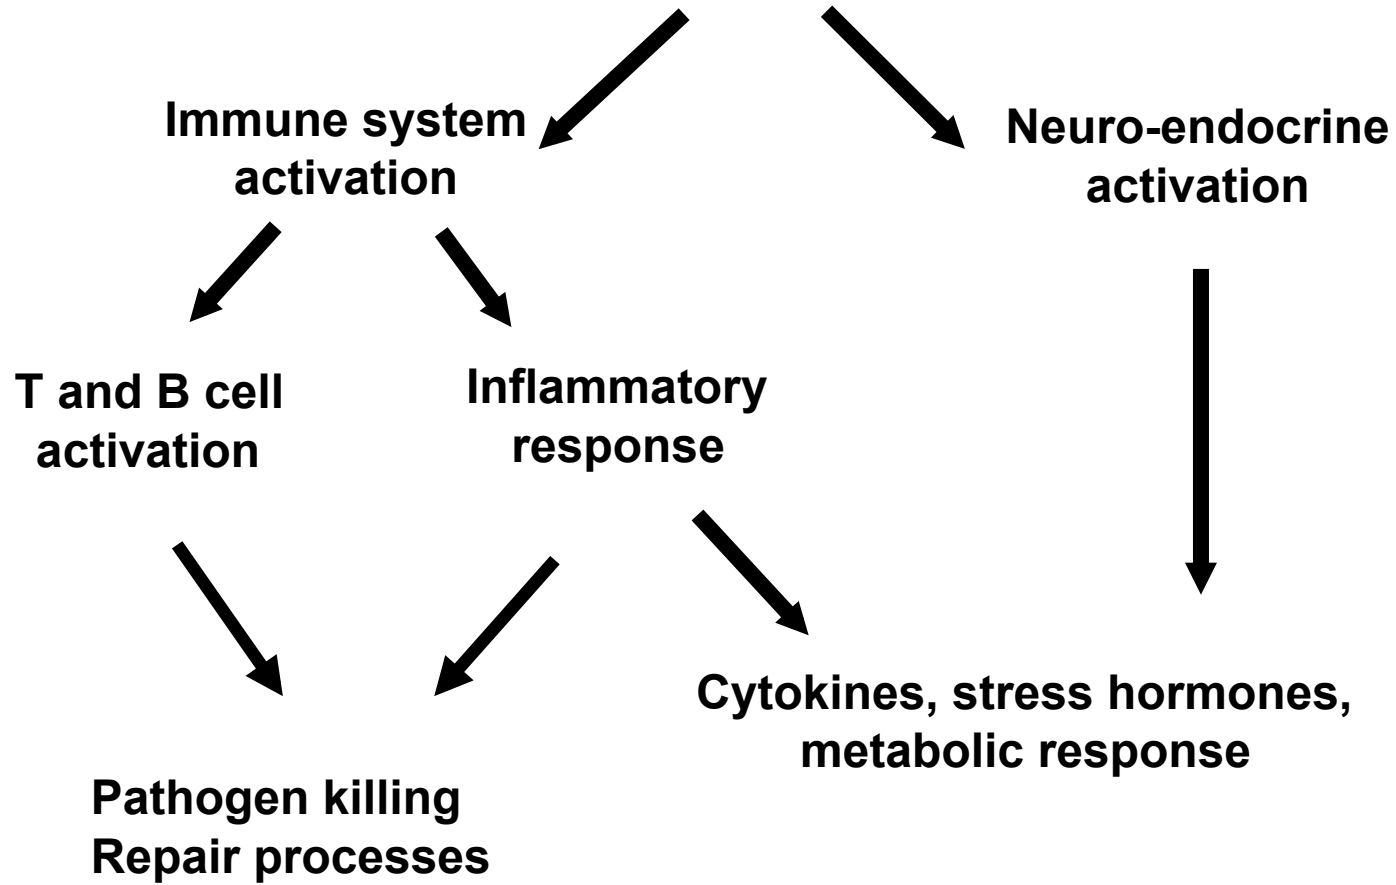 Immune system
activation
Neuro-endocrine
activation
T and B cell
activation
Inflammatory
response
Cytokines, stress hormones,
metabolic response
Pathogen killing
Repair processes